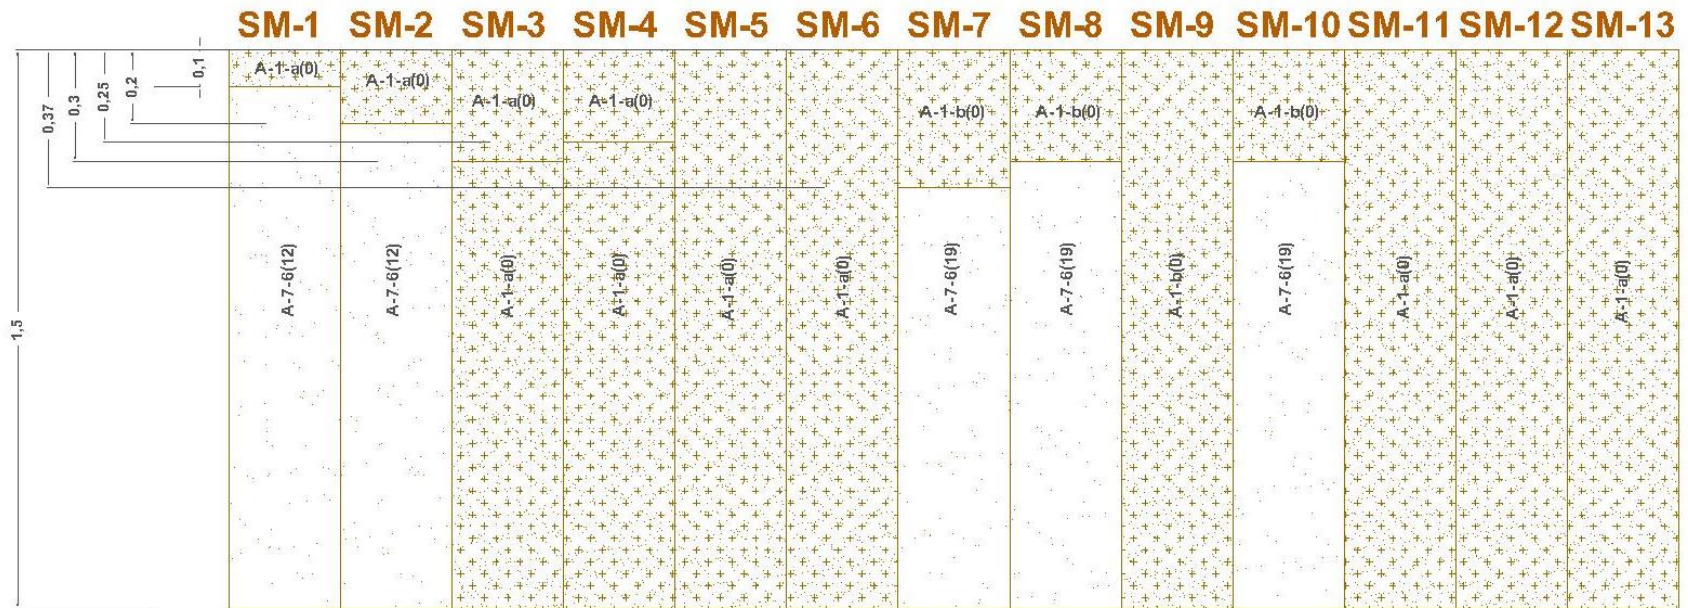 SM-1 SM-2 SM-3 SM-4 SM-5 SM-6 SM-7 SM-8 SM-9 SM-10 SM-11 SM-12 SM-13
0,1
0,2
0,25
0,3
0,37
1,5
A-1-a(0)
A-1-a(0)
A-1-a(0)
A-1-a(0)
A-1-b(0)
A-1-b(0)
A-1-b(0)
A-7-6(12)
A-7-6(12)
A-1-a(0)
A-1-a(0)
A-1-a(0)
A-1-a(0)
A-7-6(19)
A-7-6(19)
A-1-b(0)
A-7-6(19)
A-1-a(0)
A-1-a(0)
A-1-a(0)